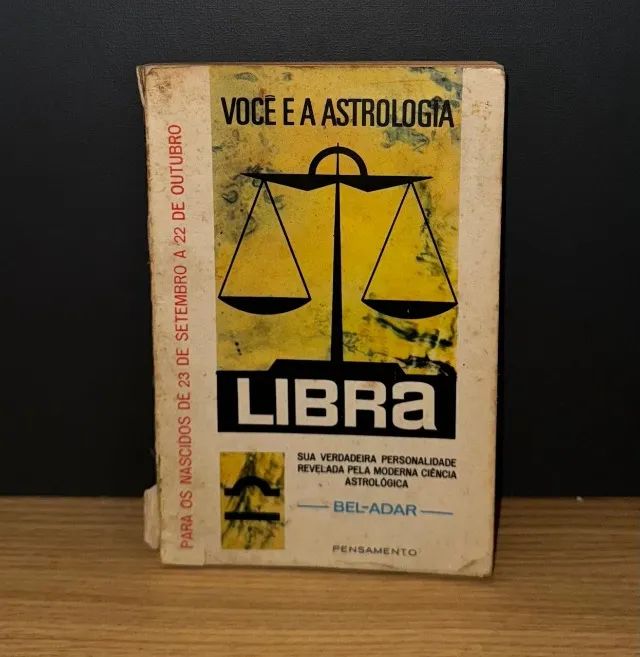 VOCÊ E A ASTROLOGIA
PARA OS NASCIDOS DE 23 DE SETEMBRO A 22 DE OUTUBRO
LIBRa
SUA VERDADEIRA PERSONALIDADE
REVELADA PELA MODERNA CIÊNCIA
ASTROLÓGICA
BEL-ADAR
PENSAMENTO